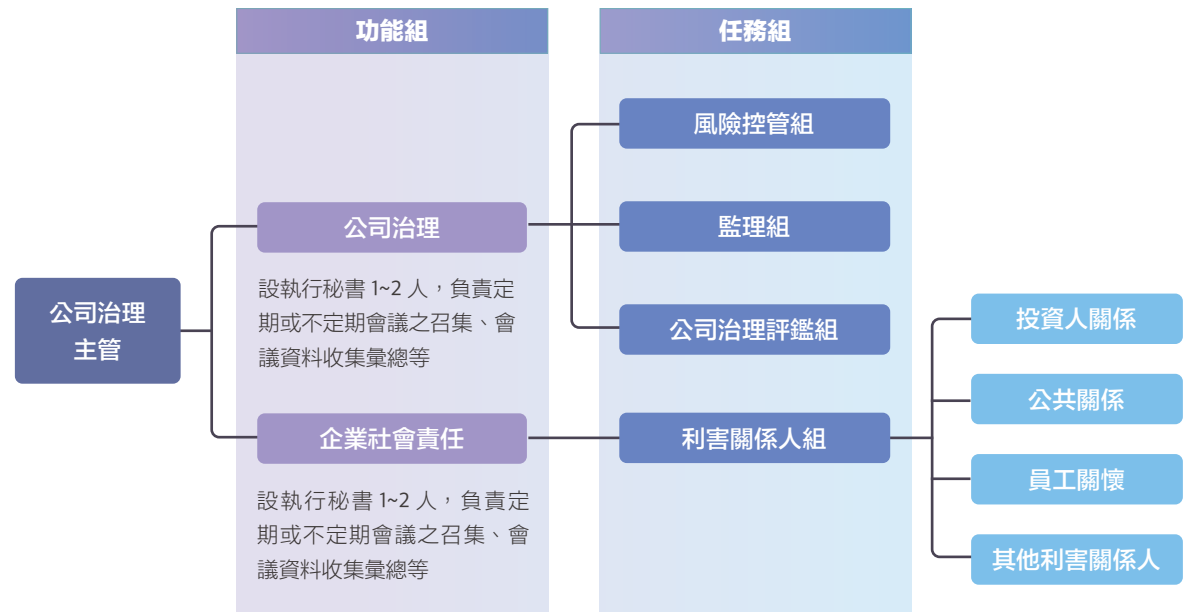 功能組
任務組
公司治理
主管
公司治理
設執行秘書 1~2 人，負責定
期或不定期會議之召集、會
議資料收集彙總等
企業社會責任
設執行秘書 1~2 人，負責定
期或不定期會議之召集、會
議資料收集彙總等
風險控管組
監理組
公司治理評鑑組
利害關係人組
投資人關係
公共關係
員工關懷
其他利害關係人